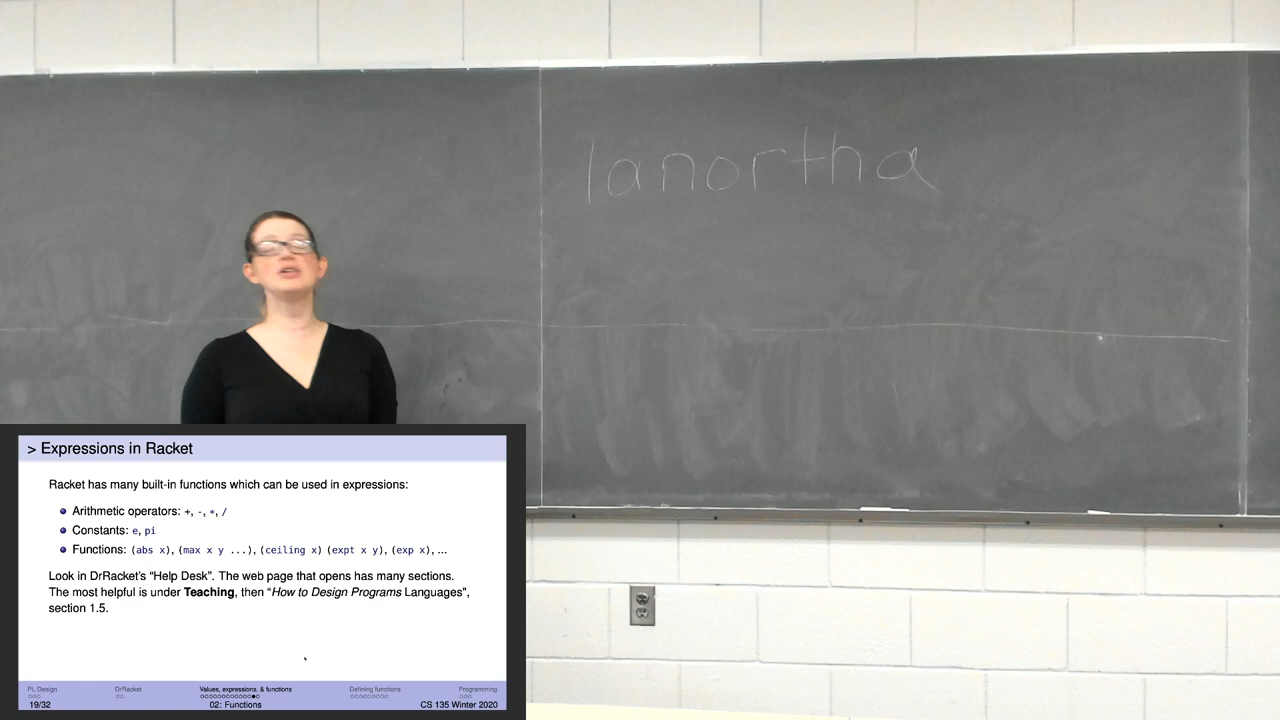 lanortha
> Expressions in Racket
Racket has many built-in functions which can be used in expressions:
Arithmetic operators: +, -, *, /
Constants: e, pi
Functions: (abs x), (max x y ...), (ceiling x) (expt x y), (exp x), ...
Look in DrRacket's "Help Desk". The web page that opens has many sections.
The most helpful is under Teaching, then "How to Design Programs Languages",
section 1.5.
PL Design DrRacket Values, expressions, & functions Defining functions Programming
19/32 02: Functions CS 135 Winter 2020